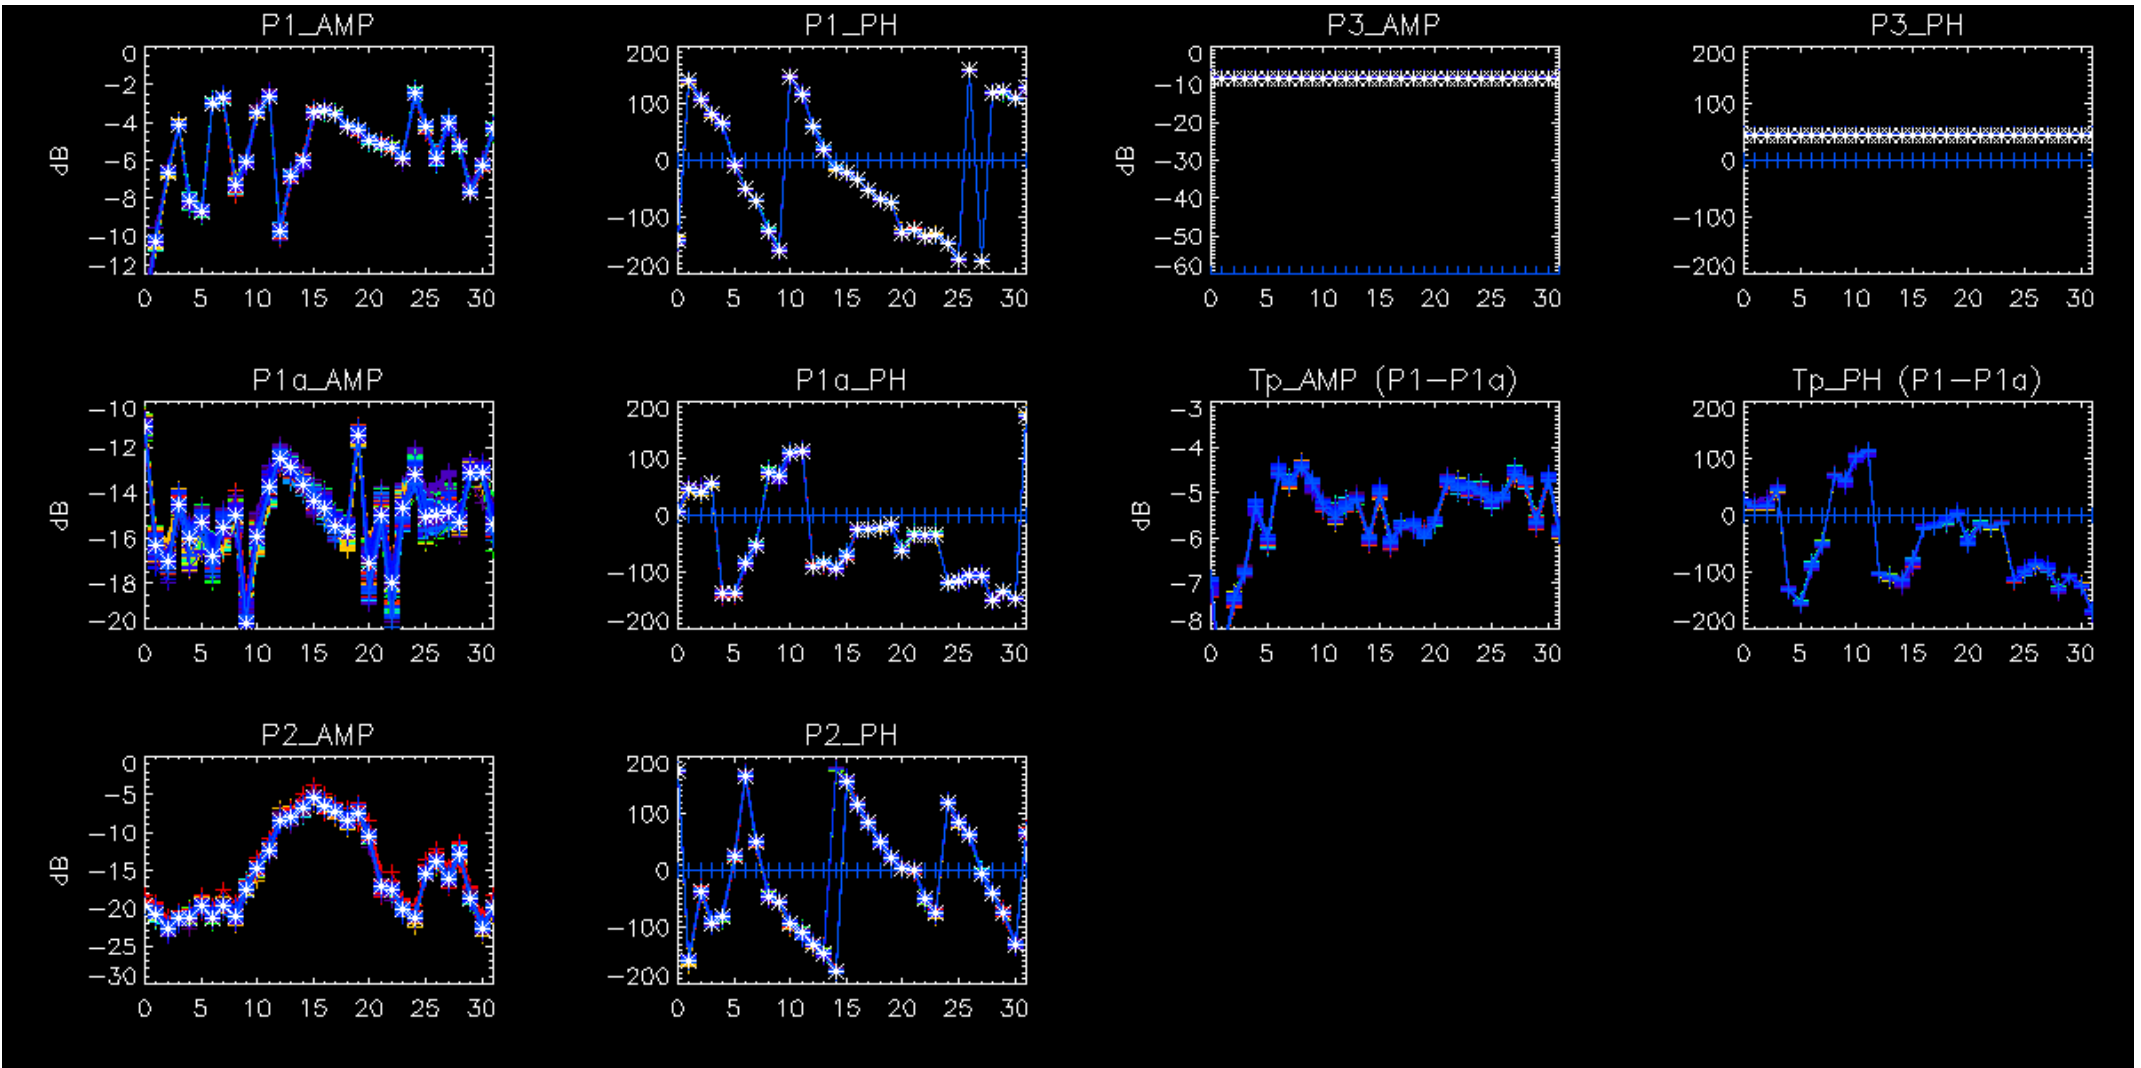 P1_AMP P1_PH P3_AMP P3_PH
0 200 0 200
−2 −10
100 100
−4 −20
dB −6 0 dB −30 0
−8 −40
−100 −100
−10 −50
−12 −200 −60 −200
0 5 10 15 20 25 30 0 5 10 15 20 25 30 0 5 10 15 20 25 30 0 5 10 15 20 25 30
P1a_AMP P1a_PH Tp_AMP (P1−P1a) Tp_PH (P1−P1a)
−10 200 −3 200
−12 100 −4 100
−14 −5
dB 0 dB 0
−16 −6
−18 −100 −7 −100
−20 −200 −8 −200
0 5 10 15 20 25 30 0 5 10 15 20 25 30 0 5 10 15 20 25 30 0 5 10 15 20 25 30
P2_AMP P2_PH
0 200
−5
100
−10
dB −15 0
−20
−100
−25
−30 −200
0 5 10 15 20 25 30 0 5 10 15 20 25 30